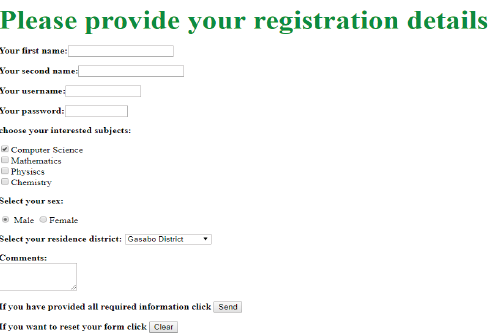 Please provide your registration details
Your first name:
Your second name:
Your username:
Your password:
choose your interested subjects:
Computer Science
Mathematics
Physiscs
Chemistry
Select your sex:
Male Female
Select your residence district: Gasabo District
Comments:
If you have provided all required information click Send
If you want to reset your form click Clear